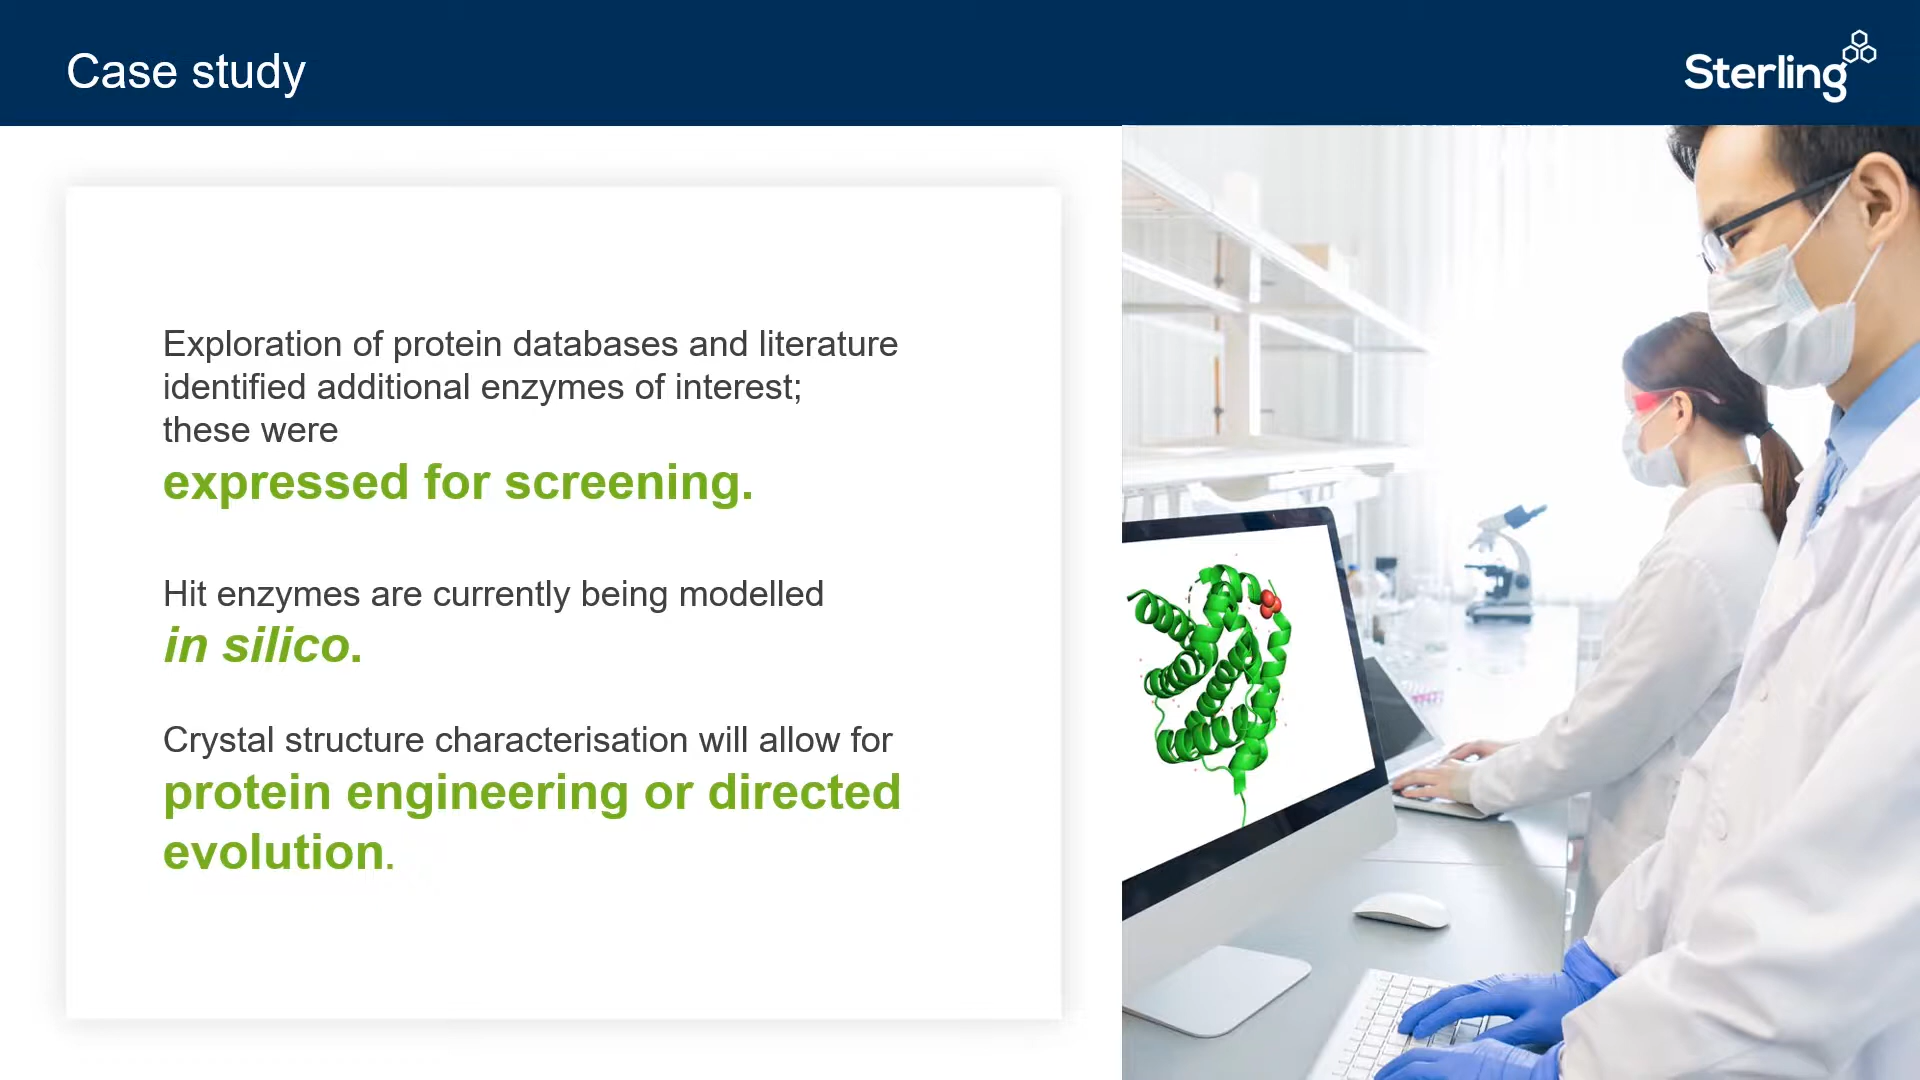 Case study
Sterling
Exploration of protein databases and literature
identified additional enzymes of interest;
these were
expressed for screening.
Hit enzymes are currently being modelled
in silico.
Crystal structure characterisation will allow for
protein engineering or directed
evolution.